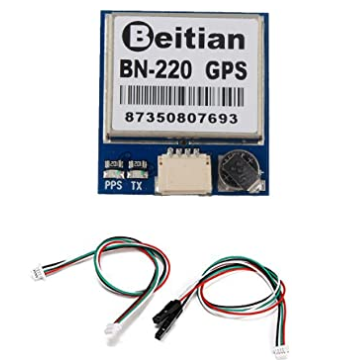 Beitian
BN-220 GPS
87350807693
PPS TX